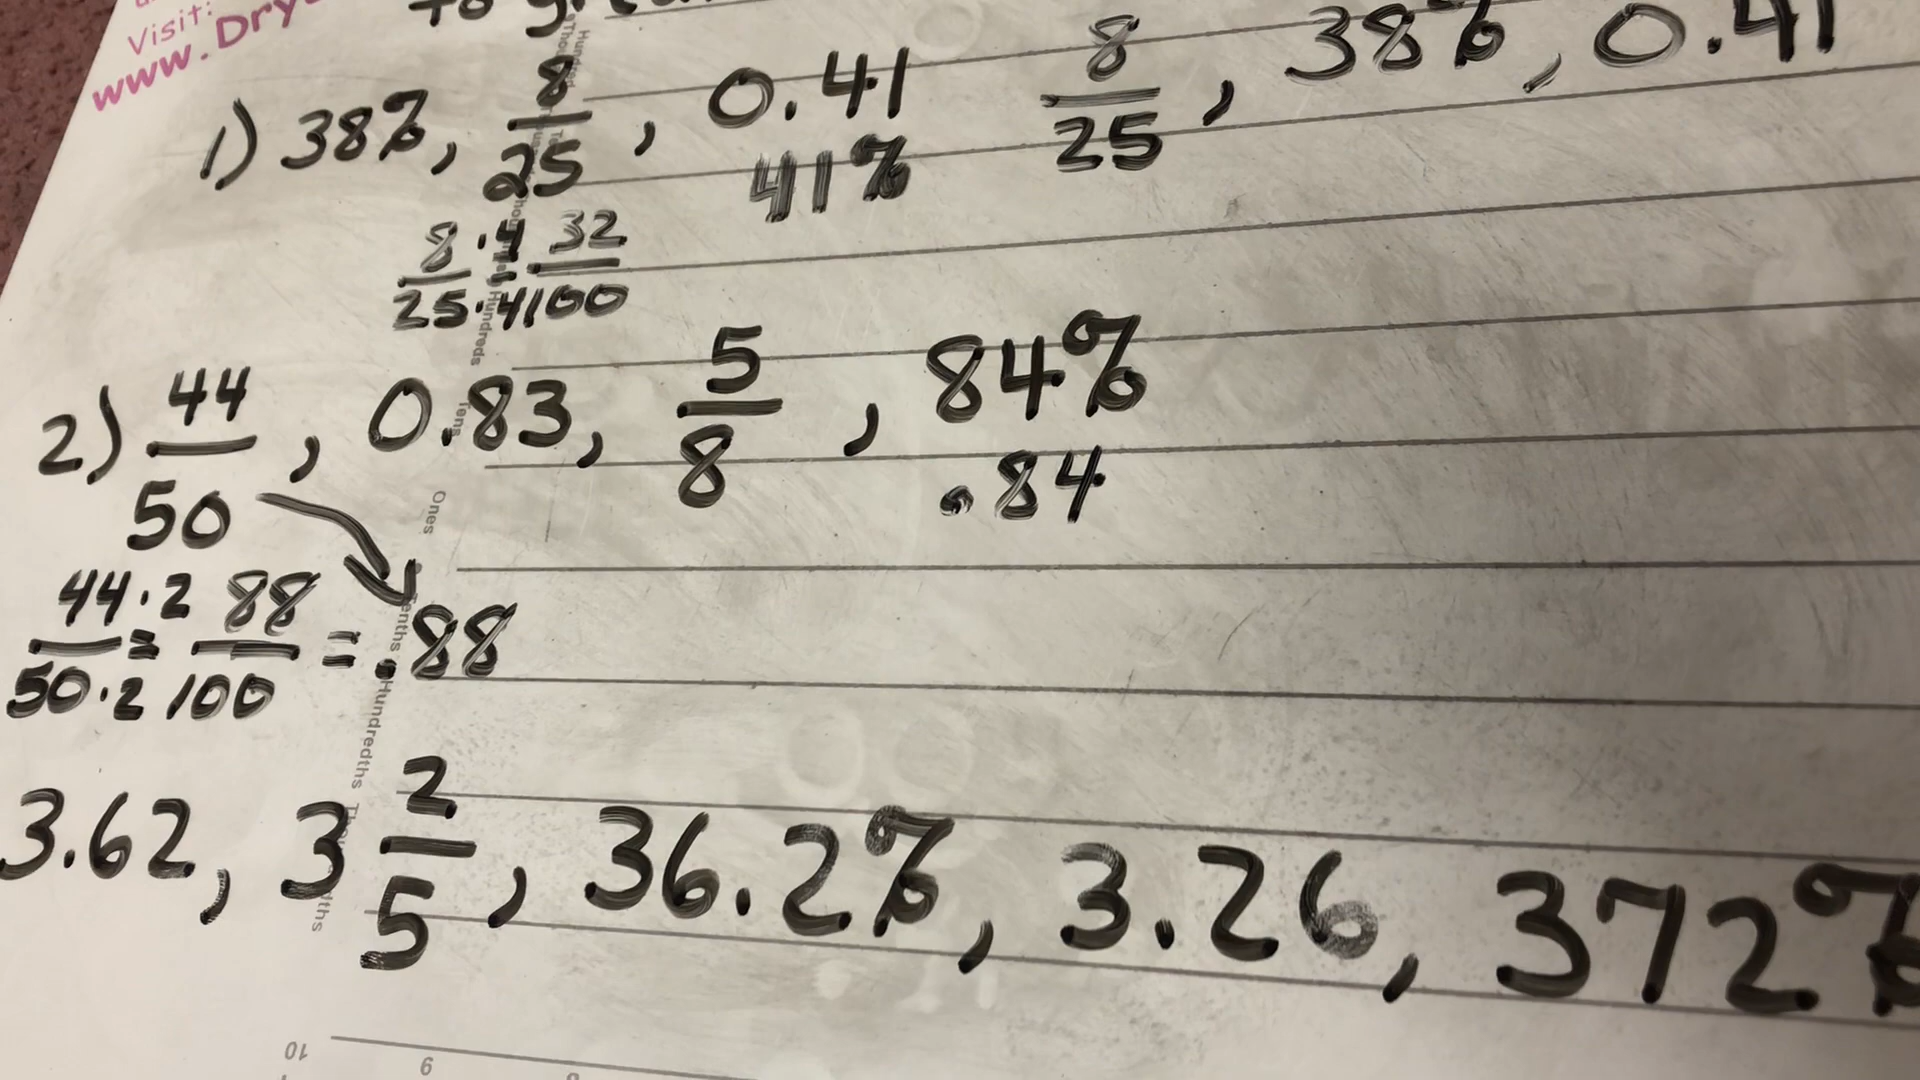 Visit:
www.Dry
to
1) 38%, 8/25, 0.41 8/25, 38%, 0.41
41%
8·4/25·4 = 32/100
2) 44/50, 0.83, 5/8, 84%
.84
44·2/50·2 = 88/100 = .88
3.62, 3 2/5, 36.2%, 3.26, 372%
Hundreds
Tens
Ones
Tenths
Hundredths
10
9